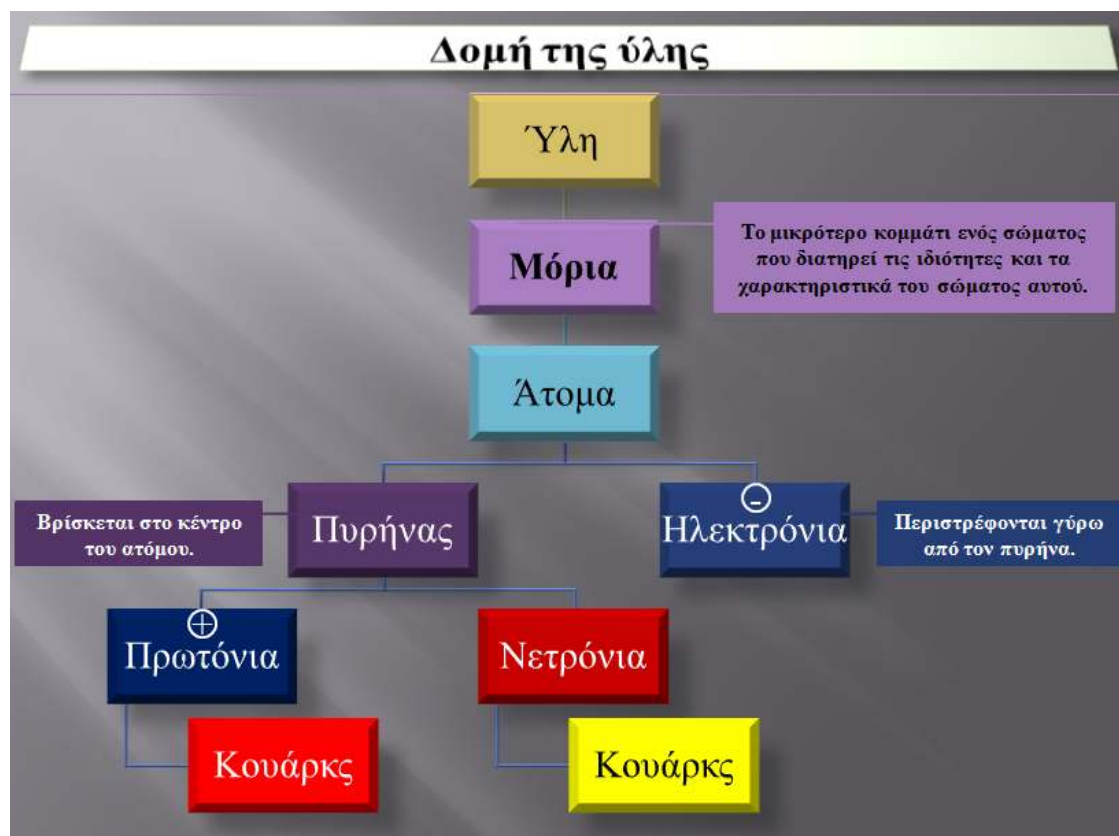 Δομή της ύλης
Ύλη
Μόρια
Το μικρότερο κομμάτι ενός σώματος
που διατηρεί τις ιδιότητες και τα
χαρακτηριστικά του σώματος αυτού.
Άτομα
Βρίσκεται στο κέντρο
του ατόμου.
Πυρήνας
-
Ηλεκτρόνια
Περιστρέφονται γύρω
από τον πυρήνα.
+
Πρωτόνια
Νετρόνια
Κουάρκς
Κουάρκς